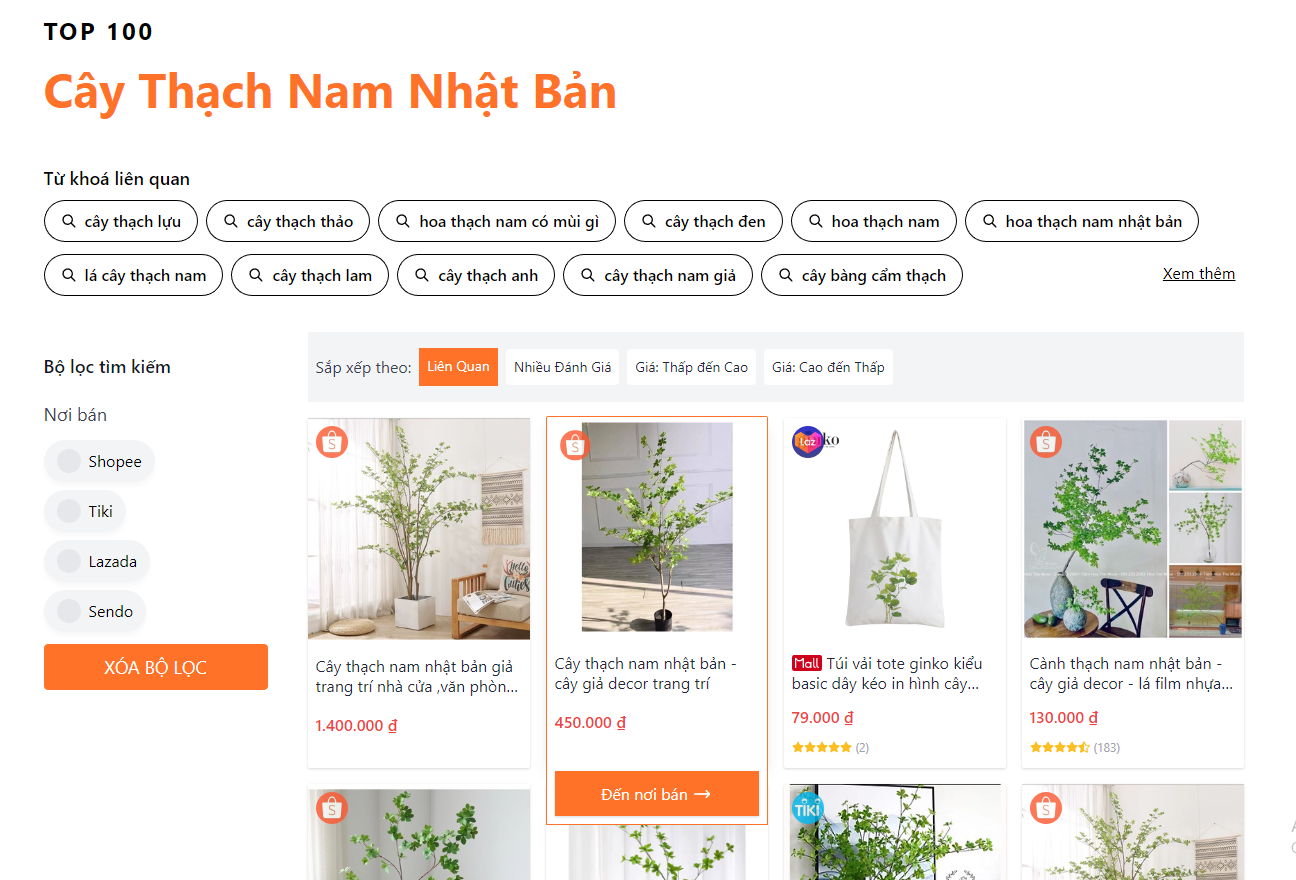 TOP 100
Cây Thạch Nam Nhật Bản
Từ khoá liên quan
cây thạch lựu
cây thạch thảo
hoa thạch nam có mùi gì
cây thạch đen
hoa thạch nam
hoa thạch nam nhật bản
lá cây thạch nam
cây thạch lam
cây thạch anh
cây thạch nam giả
cây bàng cẩm thạch
Xem thêm
Bộ lọc tìm kiếm
Nơi bán
Shopee
Tiki
Lazada
Sendo
XÓA BỘ LỌC
Sắp xếp theo:
Liên Quan
Nhiều Đánh Giá
Giá: Thấp đến Cao
Giá: Cao đến Thấp
Cây thạch nam nhật bản giả
trang trí nhà cửa ,văn phòn...
1.400.000 ₫
Cây thạch nam nhật bản -
cây giả decor trang trí
450.000 ₫
Đến nơi bán →
Laz
Mall Túi vải tote ginko kiểu
basic dây kéo in hình cây...
79.000 ₫
(2)
Cành thạch nam nhật bản -
cây giả decor - lá film nhựa...
130.000 ₫
(183)
TIKI